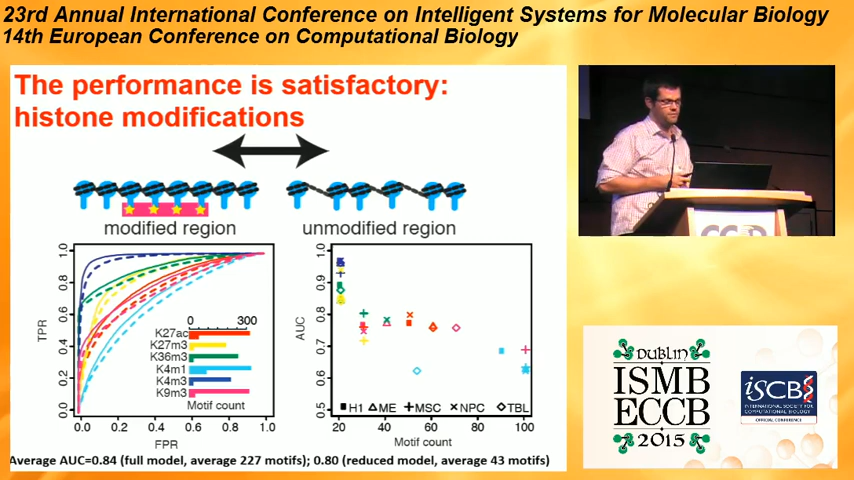 23rd Annual International Conference on Intelligent Systems for Molecular Biology
14th European Conference on Computational Biology
The performance is satisfactory:
histone modifications
modified region
unmodified region
TPR
1.0
0.8
0.6
0.4
0.2
0.0
0.0 0.2 0.4 0.6 0.8 1.0
FPR
0 300
K27ac
K27m3
K36m3
K4m1
K4m3
K9m3
Motif count
AUC
1.0
0.9
0.8
0.7
0.6
0.5
H1 ME MSC NPC TBL
20 40 60 80 100
Motif count
Average AUC=0.84 (full model, average 227 motifs); 0.80 (reduced model, average 43 motifs)
DUBLIN
ISMB
ECCB
2015
ISCB
INTERNATIONAL SOCIETY FOR
COMPUTATIONAL BIOLOGY
OFFICIAL CONFERENCE